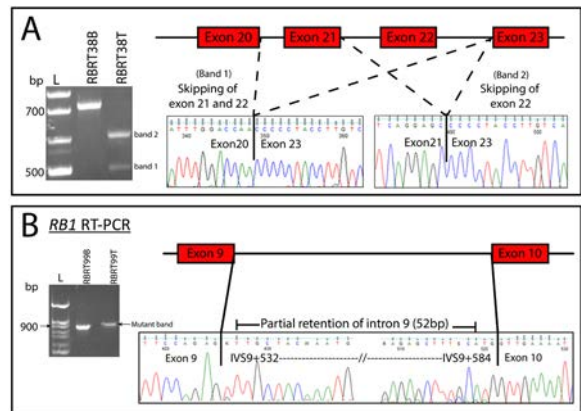 A
Exon 20
Exon 21
Exon 22
Exon 23
bp
L
RBRT38B
RBRT38T
700
500
band 2
band 1
(Band 1)
Skipping of
exon 21 and 22
(Band 2)
Skipping of
exon 22
Exon20
Exon 23
Exon21
Exon 23
B
RB1 RT-PCR
L
RBRT99B
RBRT99T
bp
900
Mutant band
Exon 9
Exon 10
Partial retention of intron 9 (52bp)
Exon 9
IVS9+532--------------------//--------------------IVS9+584
Exon 10